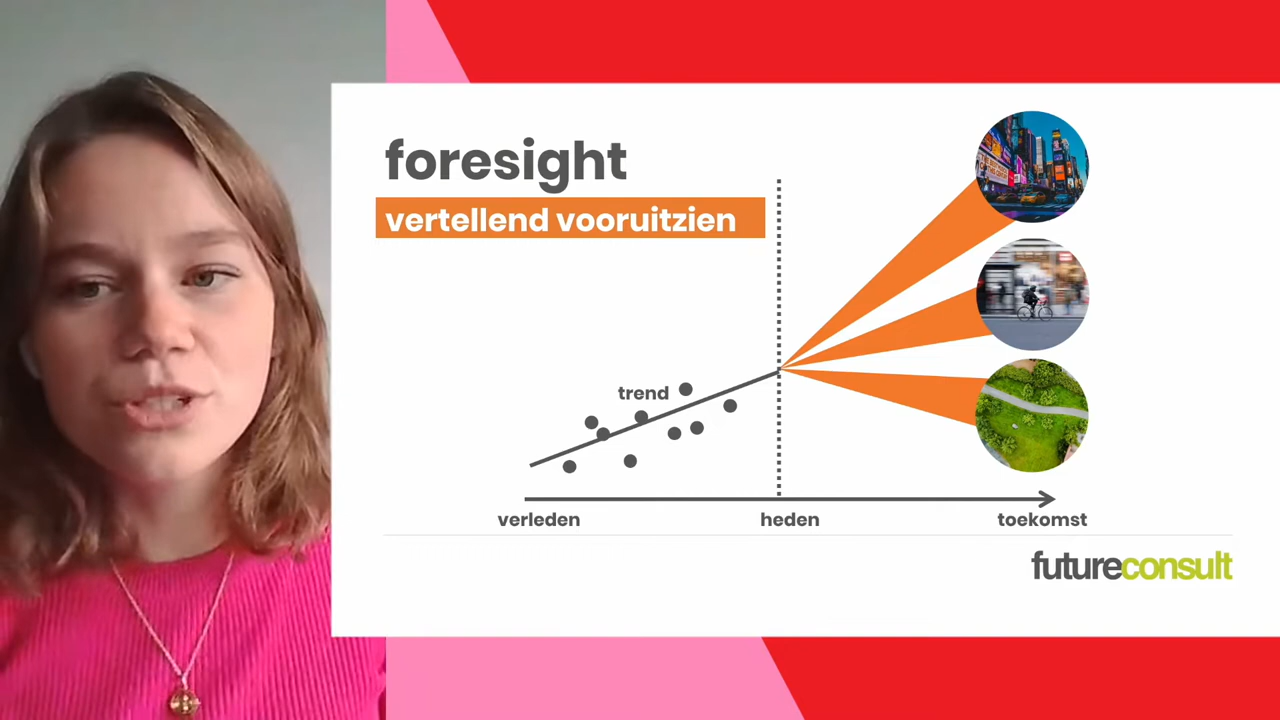 foresight
vertellend vooruitzien
trend
verleden
heden
toekomst
futureconsult